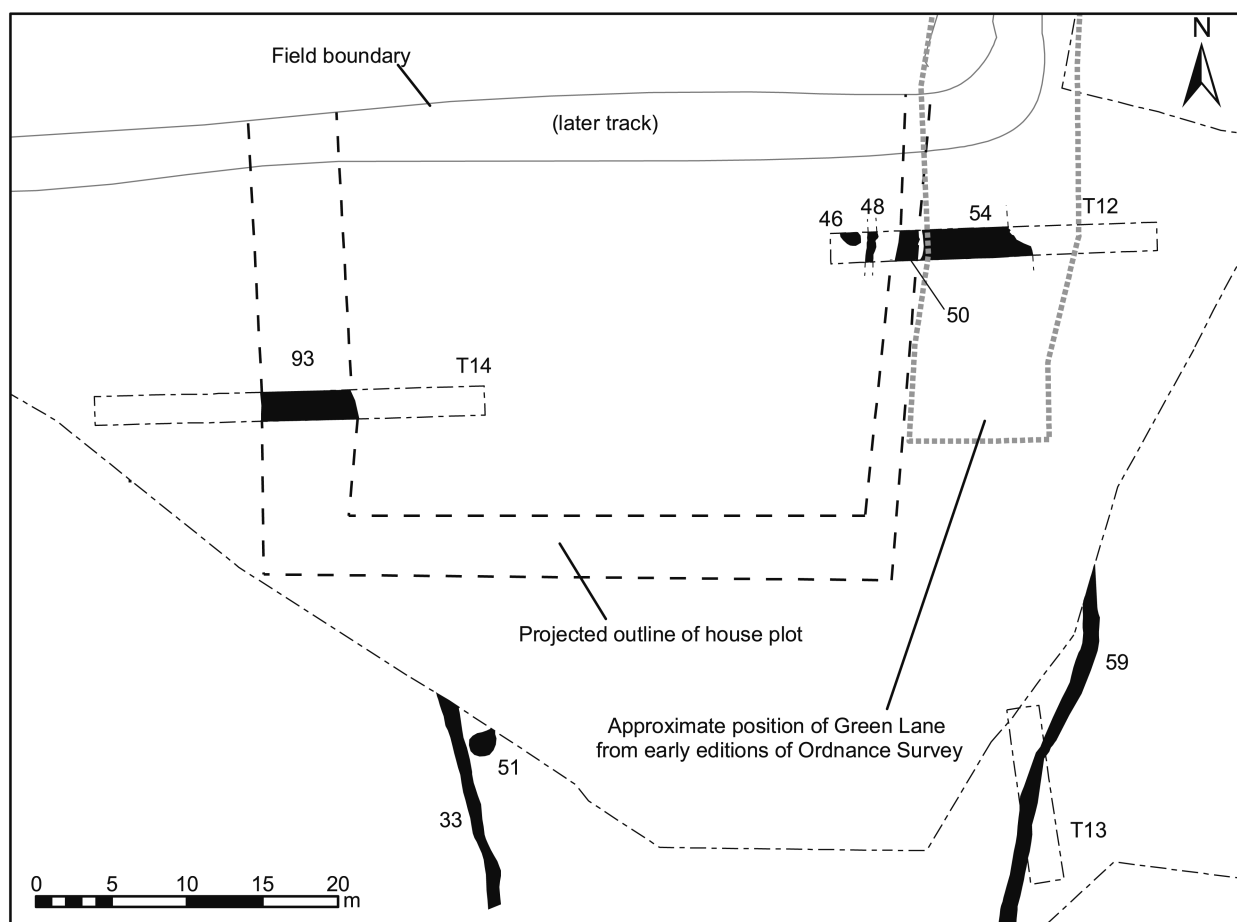 N
Field boundary
(later track)
46
48
54
T12
50
93
T14
Projected outline of house plot
59
Approximate position of Green Lane
from early editions of Ordnance Survey
51
33
T13
0 5 10 15 20
m